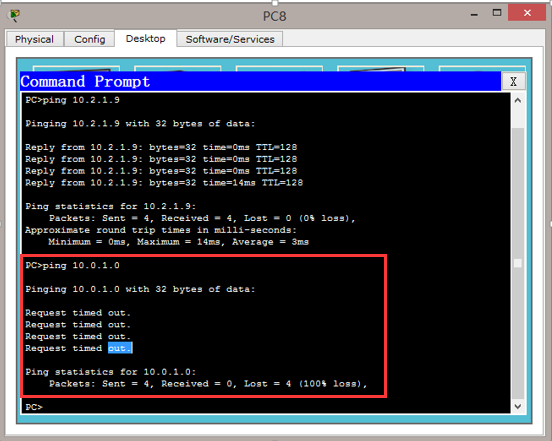 PC8
Physical Config Desktop Software/Services
Command Prompt X
PC>ping 10.2.1.9
Pinging 10.2.1.9 with 32 bytes of data:
Reply from 10.2.1.9: bytes=32 time=0ms TTL=128
Reply from 10.2.1.9: bytes=32 time=0ms TTL=128
Reply from 10.2.1.9: bytes=32 time=0ms TTL=128
Reply from 10.2.1.9: bytes=32 time=14ms TTL=128
Ping statistics for 10.2.1.9:
Packets: Sent = 4, Received = 4, Lost = 0 (0% loss),
Approximate round trip times in milli-seconds:
Minimum = 0ms, Maximum = 14ms, Average = 3ms
PC>ping 10.0.1.0
Pinging 10.0.1.0 with 32 bytes of data:
Request timed out.
Request timed out.
Request timed out.
Request timed out.
Ping statistics for 10.0.1.0:
Packets: Sent = 4, Received = 0, Lost = 4 (100% loss),
PC>